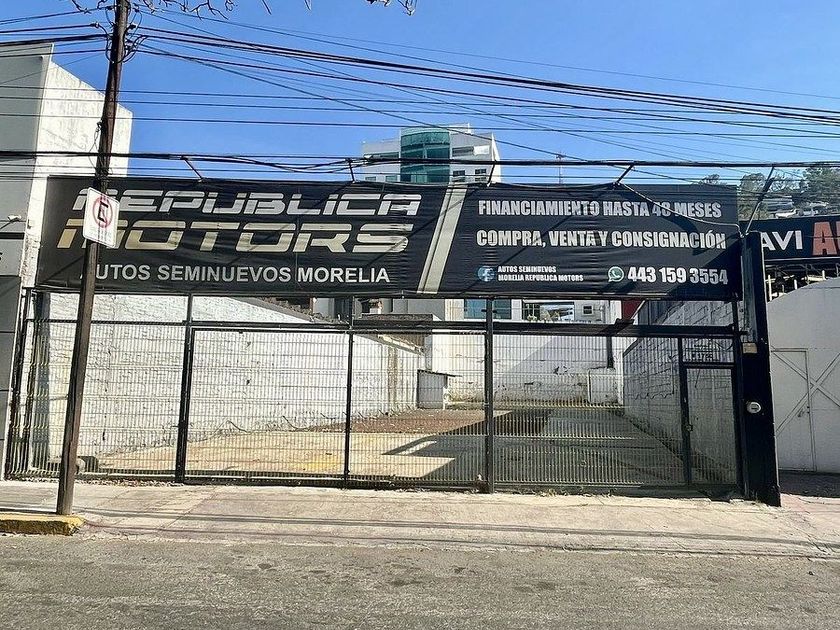 REPUBLICA
MOTORS
AUTOS SEMINUEVOS MORELIA
FINANCIAMIENTO HASTA 48 MESES
COMPRA, VENTA Y CONSIGNACIÓN
AUTOS SEMINUEVOS
MORELIA REPUBLICA MOTORS
443 159 3554
E
AVI